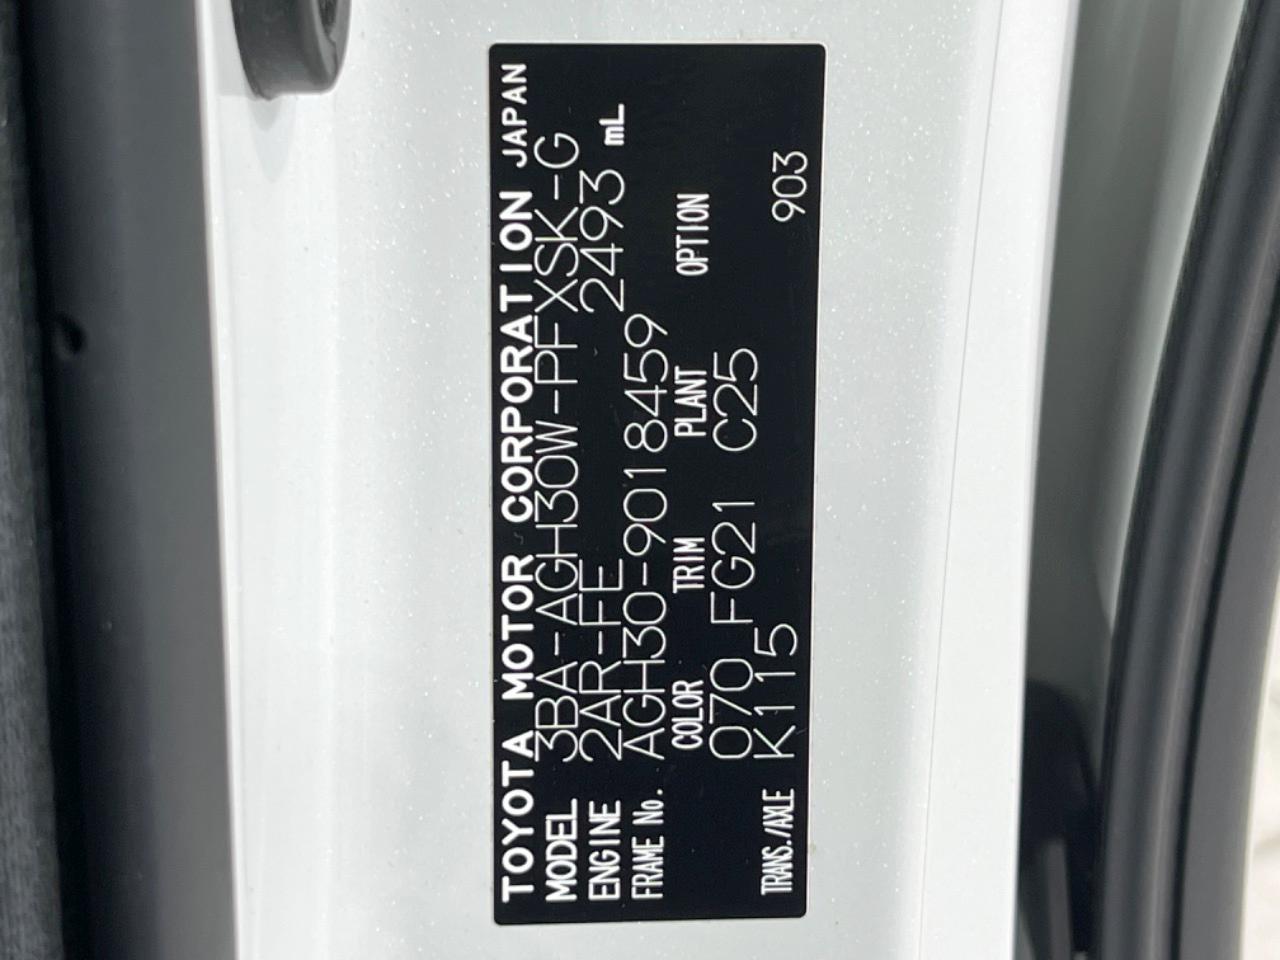 TOYOTA MOTOR CORPORATION JAPAN
MODEL 3BA-AGH30W-PFXSK-G
ENGINE 2AR-FE 2493 mL
FRAME No. AGH30-9018459
COLOR TRIM PLANT OPTION
070 FG21 C25
TRANS./AXLE K115 903